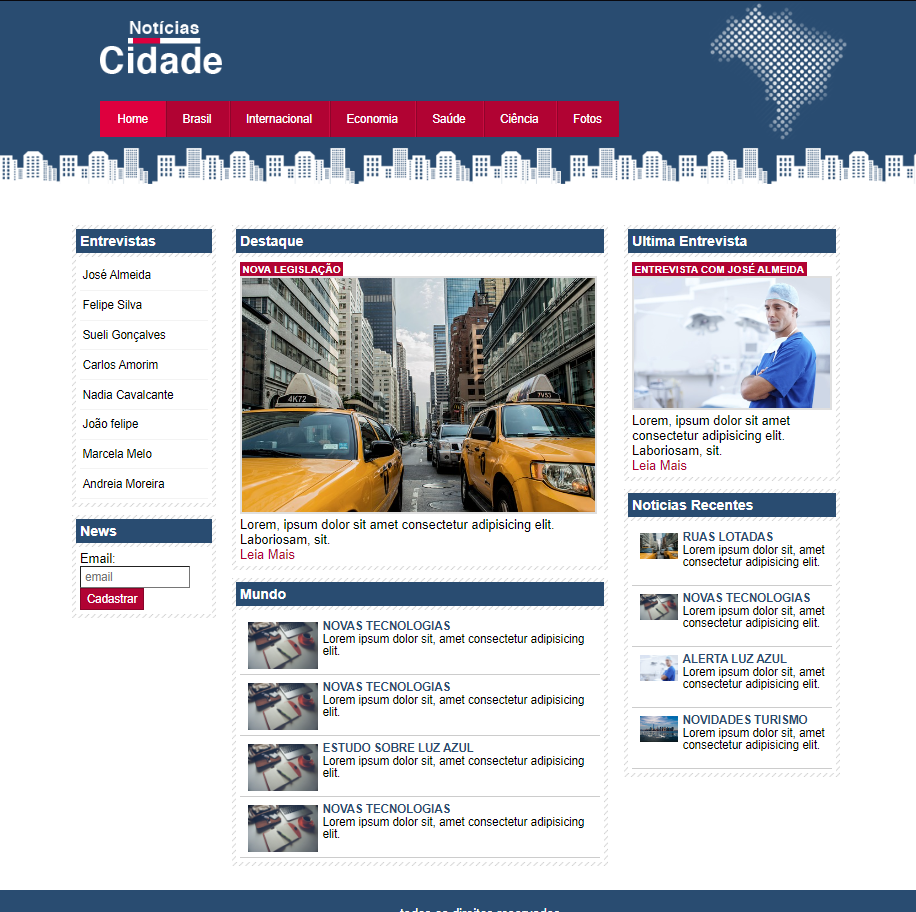 Notícias
Cidade
Home Brasil Internacional Economia Saúde Ciência Fotos
Entrevistas
José Almeida
Felipe Silva
Sueli Gonçalves
Carlos Amorim
Nadia Cavalcante
João felipe
Marcela Melo
Andreia Moreira
News
Email:
email
Cadastrar
Destaque
NOVA LEGISLAÇÃO
4K72
7V53
Lorem, ipsum dolor sit amet consectetur adipisicing elit.
Laboriosam, sit.
Leia Mais
Mundo
NOVAS TECNOLOGIAS
Lorem ipsum dolor sit, amet consectetur adipisicing
elit.
NOVAS TECNOLOGIAS
Lorem ipsum dolor sit, amet consectetur adipisicing
elit.
ESTUDO SOBRE LUZ AZUL
Lorem ipsum dolor sit, amet consectetur adipisicing
elit.
NOVAS TECNOLOGIAS
Lorem ipsum dolor sit, amet consectetur adipisicing
elit.
Ultima Entrevista
ENTREVISTA COM JOSÉ ALMEIDA
Lorem, ipsum dolor sit amet
consectetur adipisicing elit.
Laboriosam, sit.
Leia Mais
Noticias Recentes
RUAS LOTADAS
Lorem ipsum dolor sit, amet
consectetur adipisicing elit.
NOVAS TECNOLOGIAS
Lorem ipsum dolor sit, amet
consectetur adipisicing elit.
ALERTA LUZ AZUL
Lorem ipsum dolor sit, amet
consectetur adipisicing elit.
NOVIDADES TURISMO
Lorem ipsum dolor sit, amet
consectetur adipisicing elit.
todos os direitos reservados